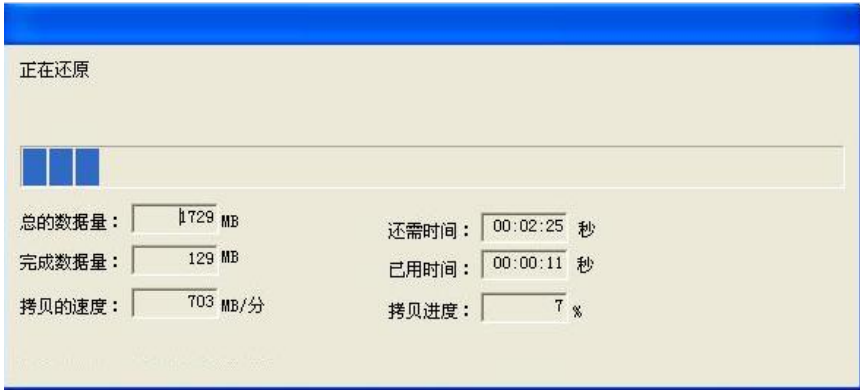 正在还原
总的数据量： 1729 MB
还需时间： 00:02:25 秒
完成数据量： 129 MB
已用时间： 00:00:11 秒
拷贝的速度： 703 MB/分
拷贝进度： 7 %